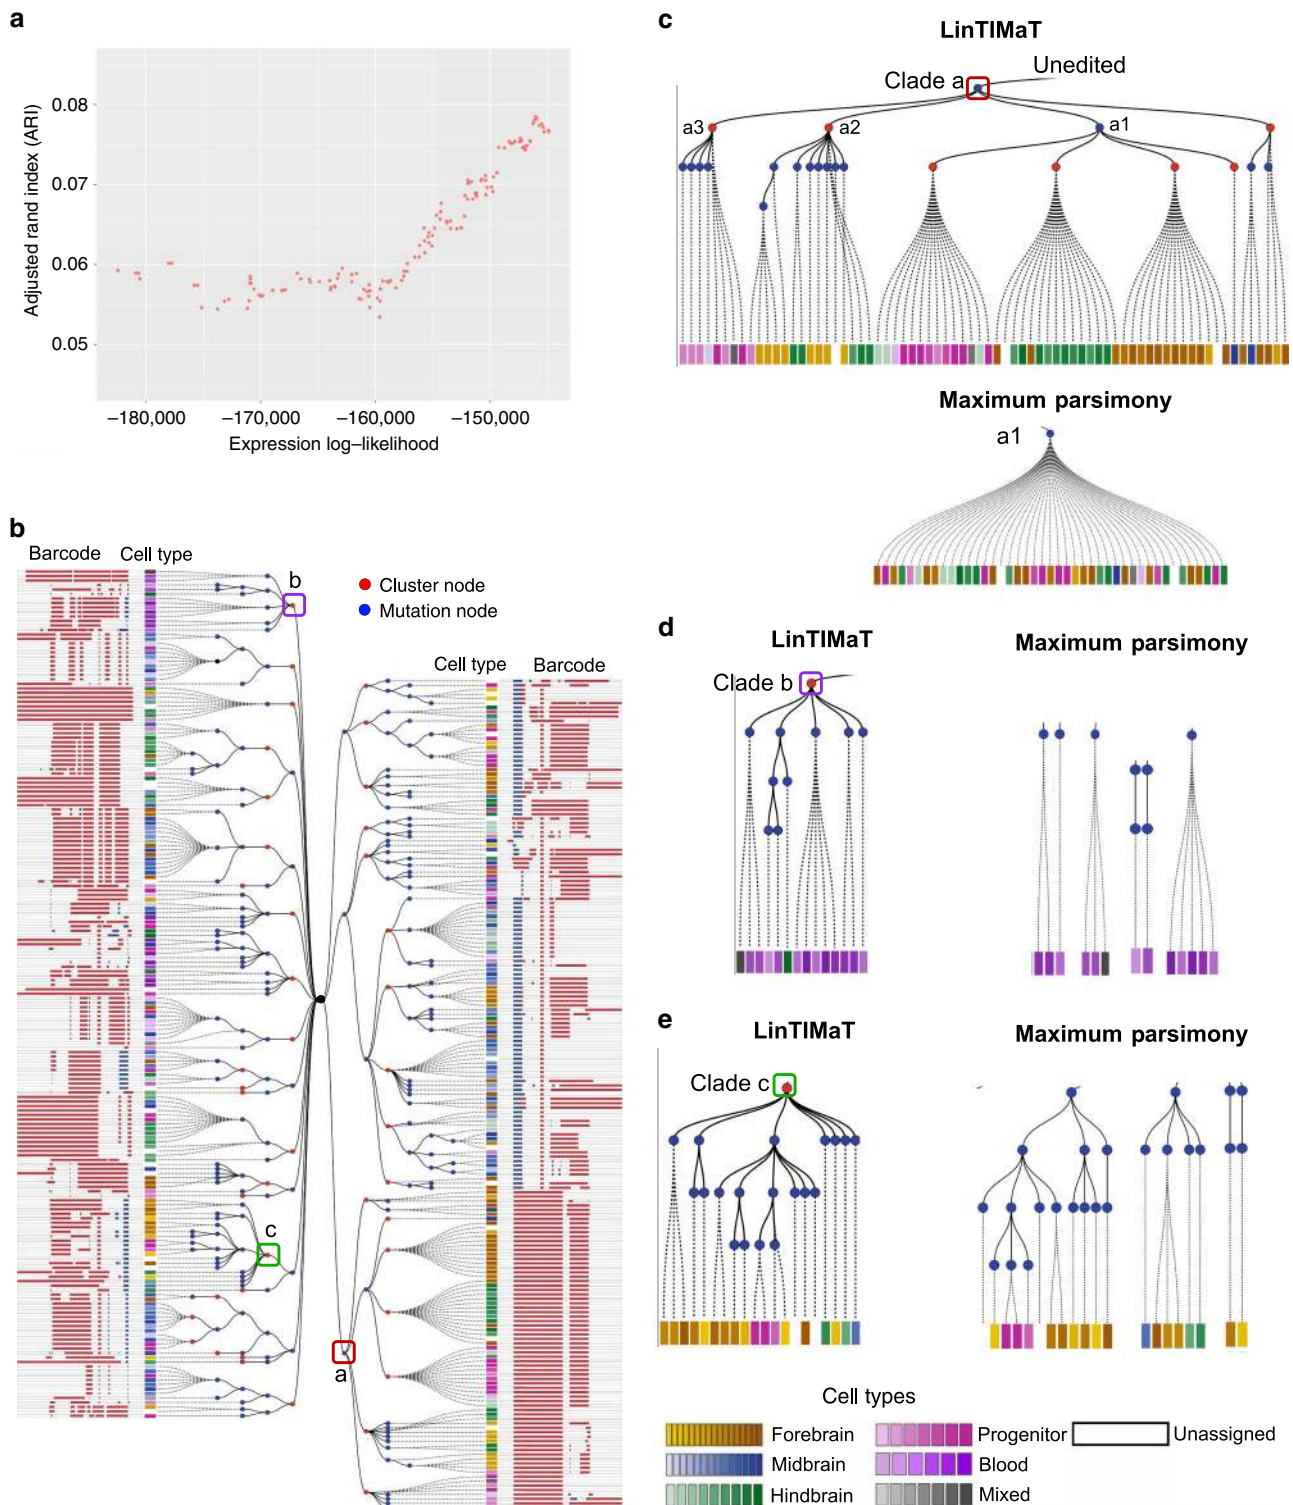 a
Adjusted rand index (ARI)
0.08
0.07
0.06
0.05
−180,000 −170,000 −160,000 −150,000
Expression log–likelihood
b
Barcode Cell type
b
Cluster node
Mutation node
Cell type Barcode
c
a
c
LinTIMaT
Clade a
Unedited
a3
a2
a1
Maximum parsimony
a1
d
LinTIMaT
Maximum parsimony
Clade b
e
LinTIMaT
Maximum parsimony
Clade c
Cell types
Forebrain Progenitor Unassigned
Midbrain Blood
Hindbrain Mixed